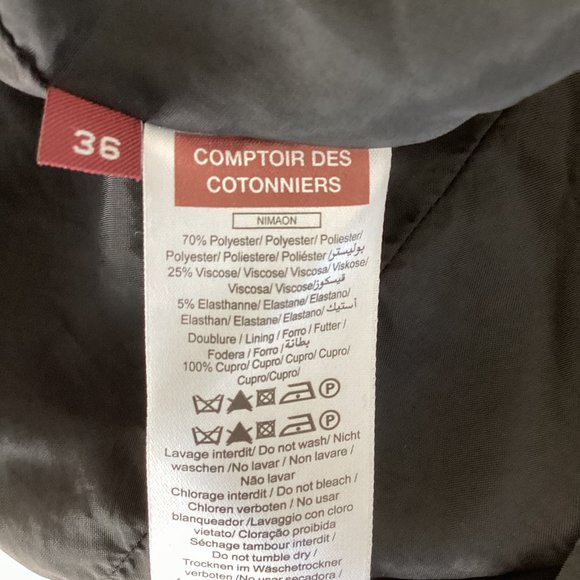 36
COMPTOIR DES
COTONNIERS
NIMAON
70% Polyester/ Polyester/ Poliester/
Polyester/ Poliestere/ Poliéster/ بوليستر/
25% Viscose/ Viscose/ Viscosa/ Viskose/
Viscosa/ Viscose/ فيسكوز/
5% Elasthanne/ Elastane/ Elastano/
Elasthan/ Elastane/ Elastano/ أستيك/
Doublure / Lining / Forro / Futter /
Fodera / Forro / بطانة/
100% Cupro/ Cupro/ Cupro/ Cupro/
Cupro/Cupro/
P
P
Lavage interdit/ Do not wash/ Nicht
waschen /No lavar / Non lavare /
Não lavar
Chlorage interdit / Do not bleach /
Chloren verboten / No usar
blanqueador /Lavaggio con cloro
vietato/ Cloração proibida
Séchage tambour interdit /
Do not tumble dry /
Trocknen im Wäschetrockner
verboten / No usar secadora /